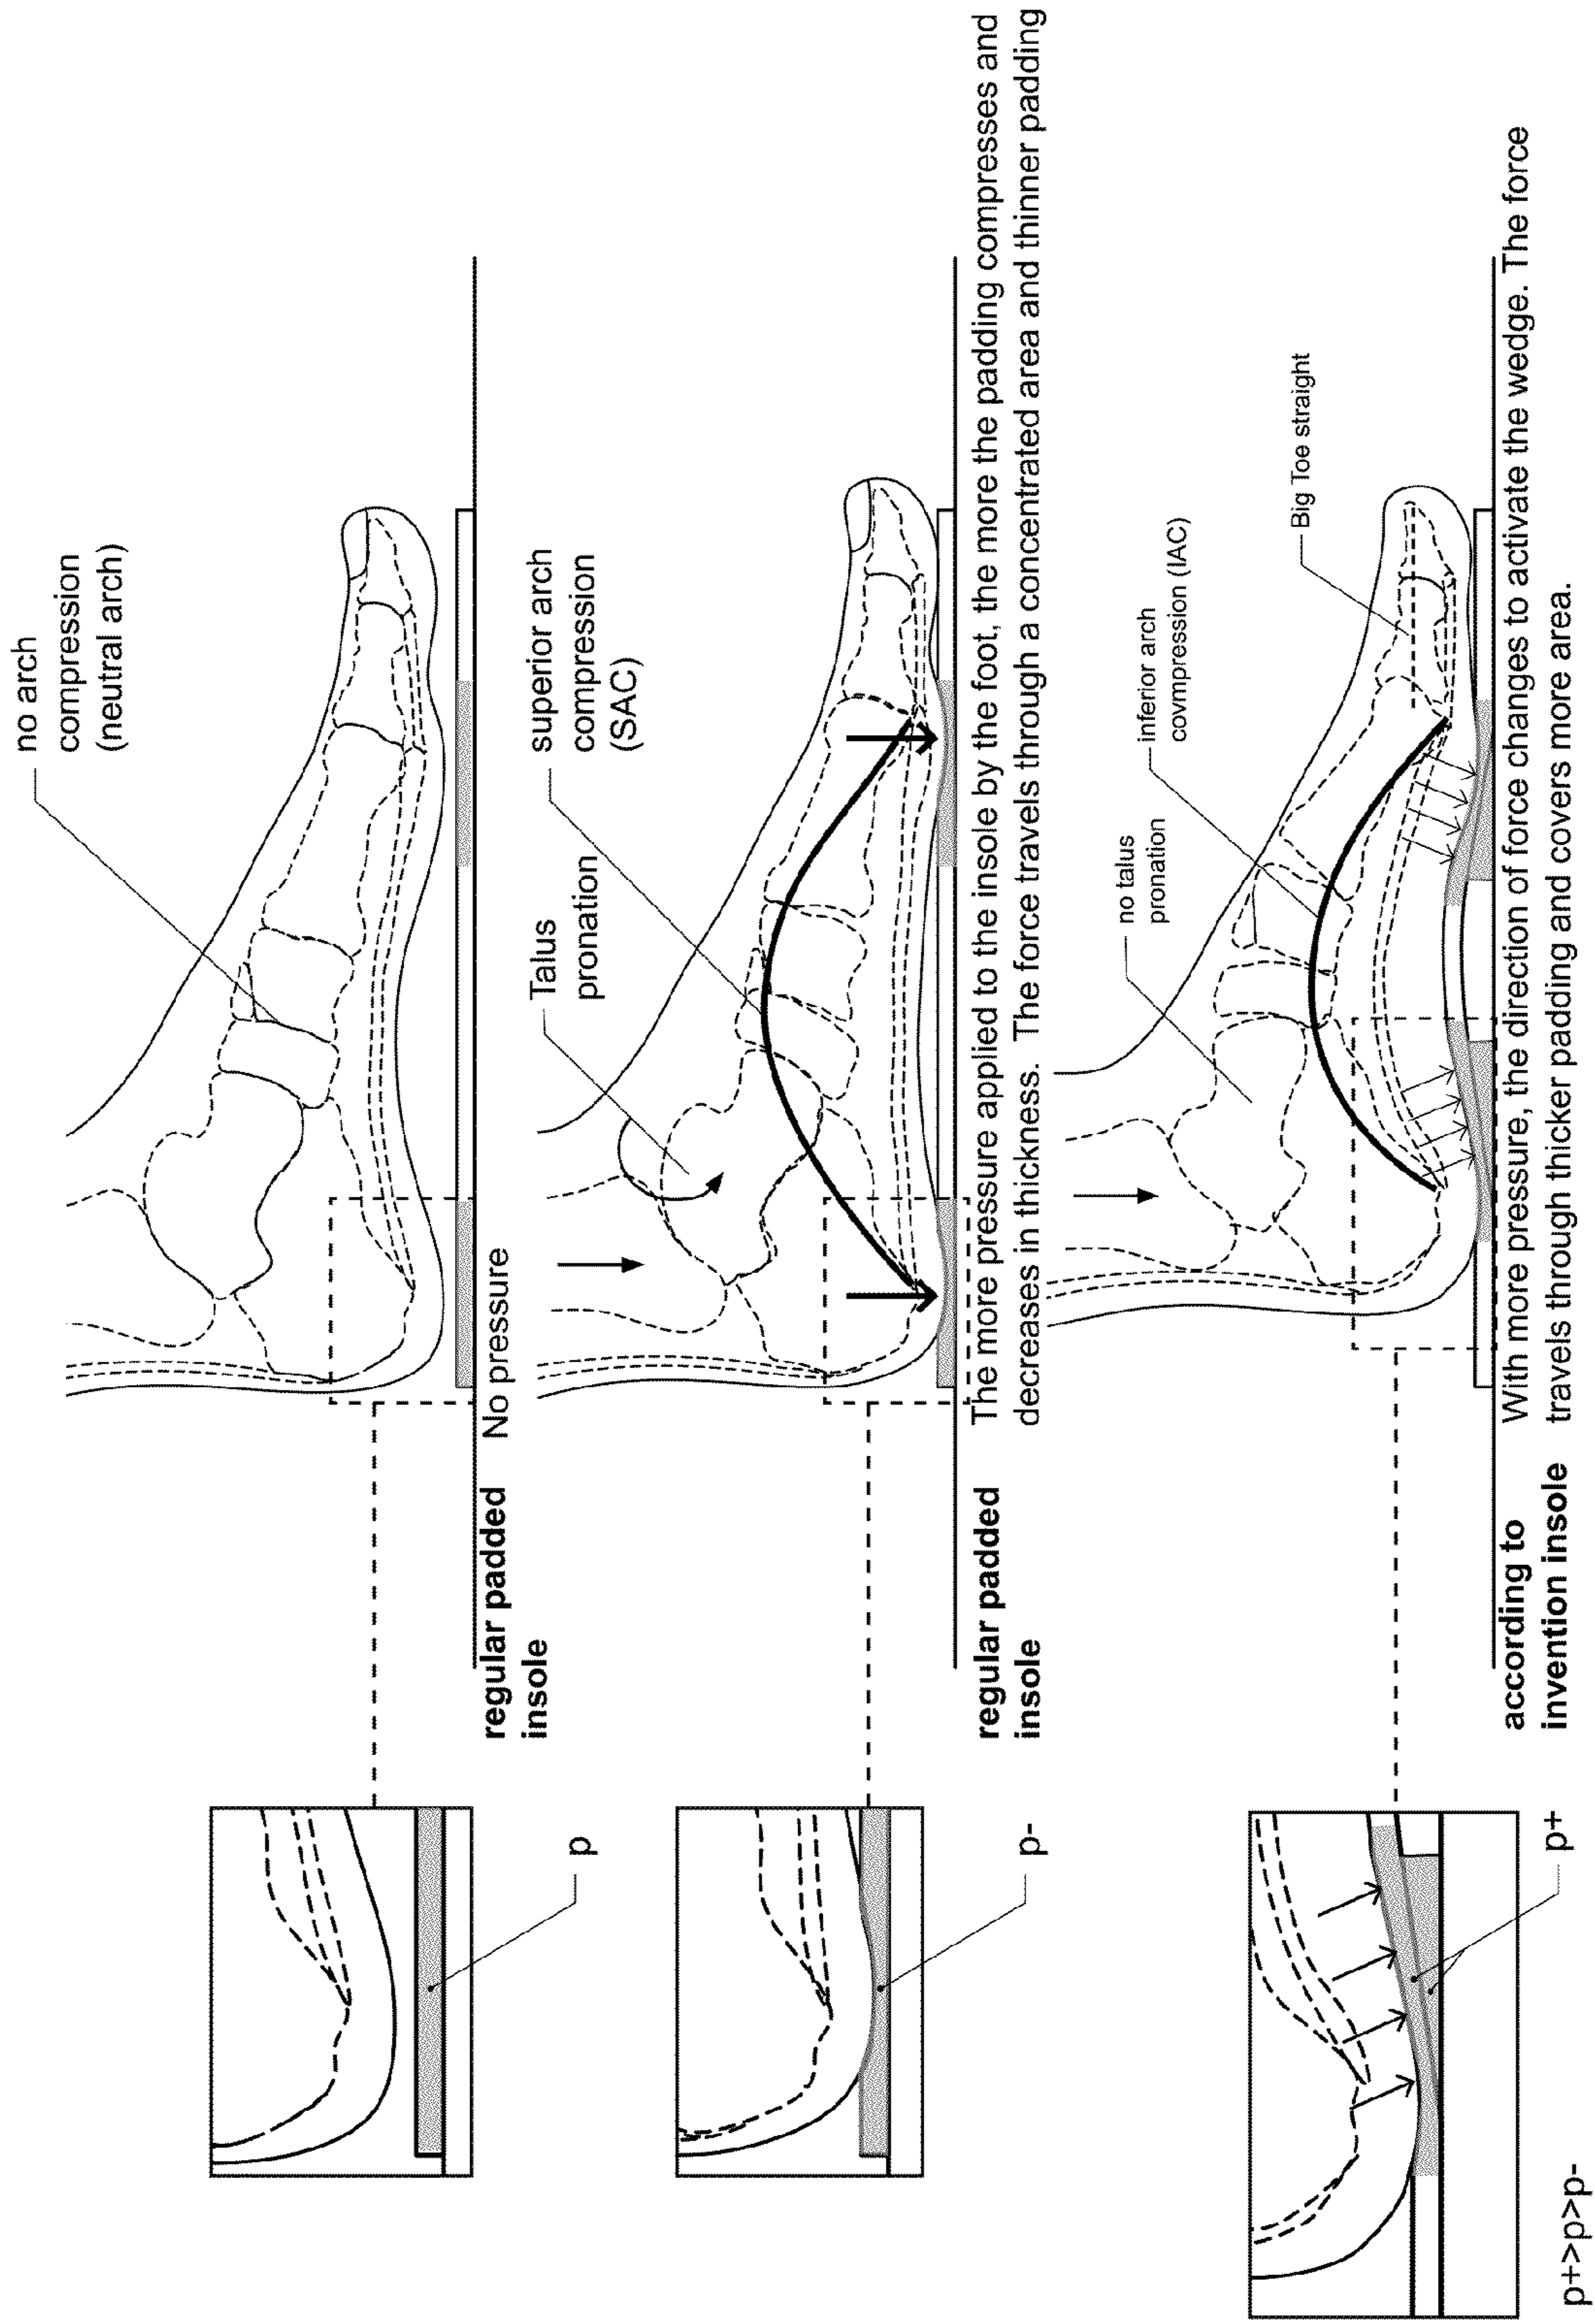 no arch
compression
(neutral arch)
p
regular padded
insole
No pressure
Talus
pronation
superior arch
compression
(SAC)
p-
regular padded
insole
The more pressure applied to the insole by the foot, the more the padding compresses and
decreases in thickness. The force travels through a concentrated area and thinner padding
no talus
pronation
inferior arch
covmpression (IAC)
Big Toe straight
p+
p+>p>p-
according to
invention insole
With more pressure, the direction of force changes to activate the wedge. The force
travels through thicker padding and covers more area.